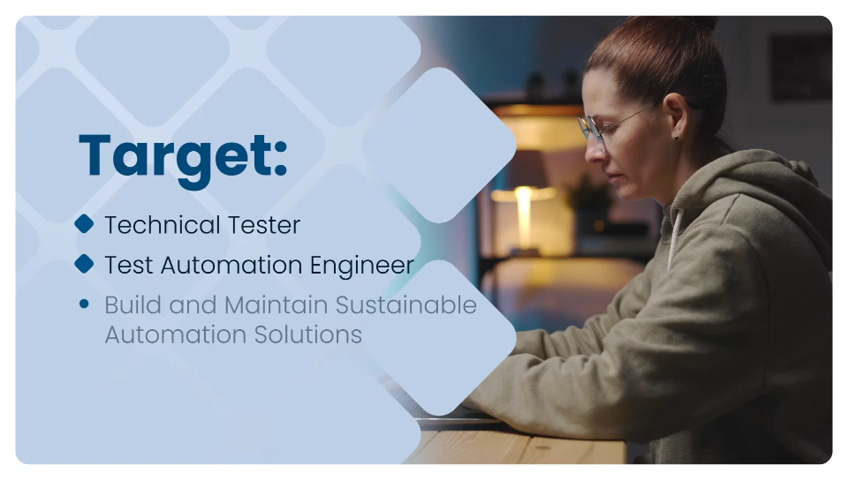 Target:
Technical Tester
Test Automation Engineer
Build and Maintain Sustainable
Automation Solutions